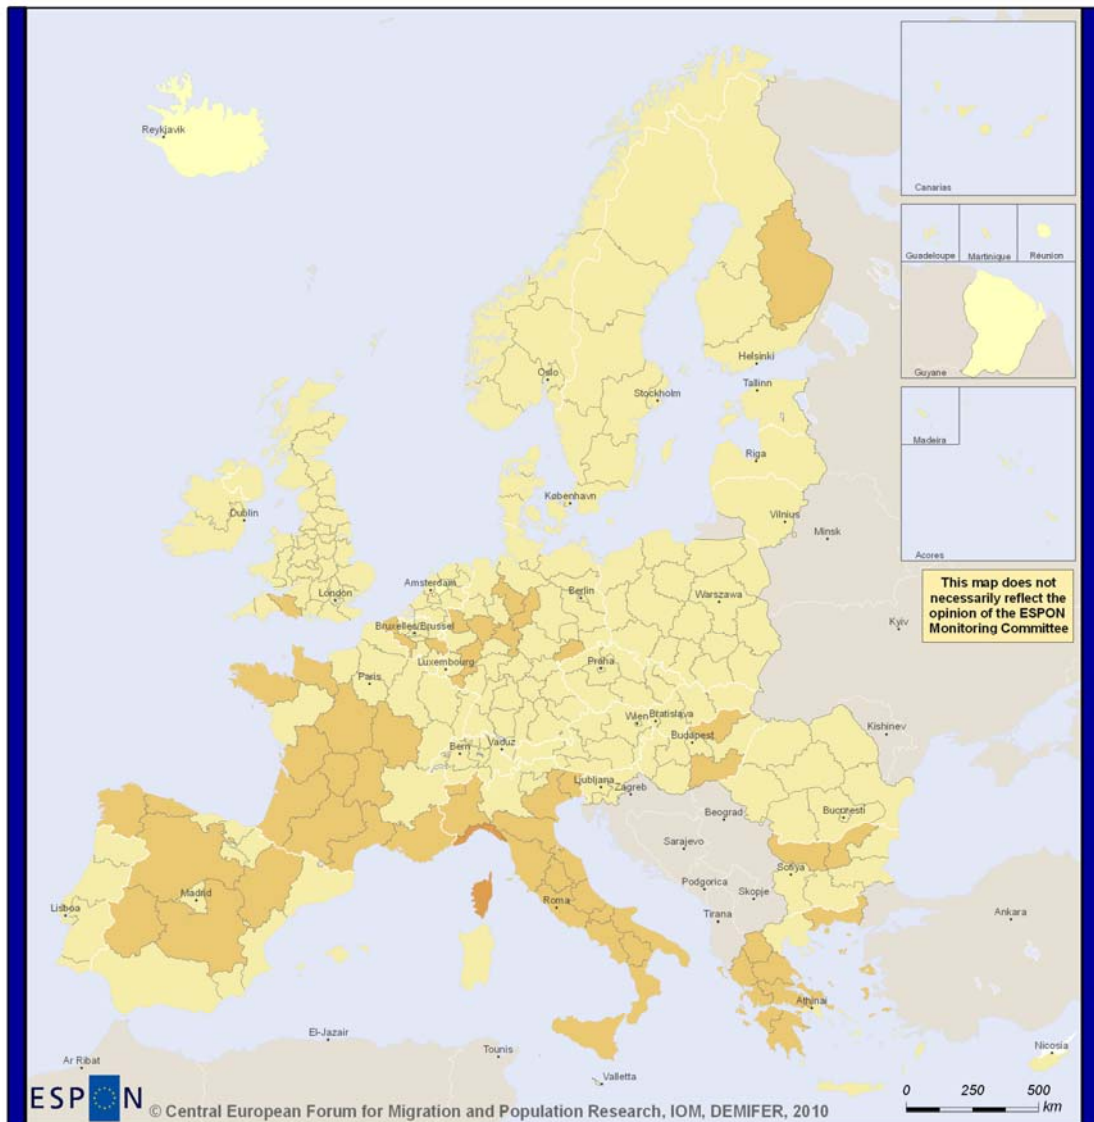 Reykjavik
Canarias
Guadeloupe
Martinique
Réunion
Guyane
Madeira
Acores
Oslo
Helsinki
Tallinn
Stockholm
Riga
København
Vilnius
Minsk
Dublin
London
Amsterdam
Berlin
Warszawa
Bruxelles/Brussel
Kyiv
Luxembourg
Praha
Paris
Wien
Bratislava
Budapest
Kishinev
Bern
Vaduz
Ljubljana
Zagreb
Beograd
Bucuresti
Sarajevo
Sofiya
Podgorica
Skopje
Tirana
Roma
Madrid
Lisboa
Ankara
Athinai
El-Jazair
Tounis
Ar Ribat
Valletta
Nicosia
This map does not
necessarily reflect the
opinion of the ESPON
Monitoring Committee
ESPON
© Central European Forum for Migration and Population Research, IOM, DEMIFER, 2010
0 250 500
km